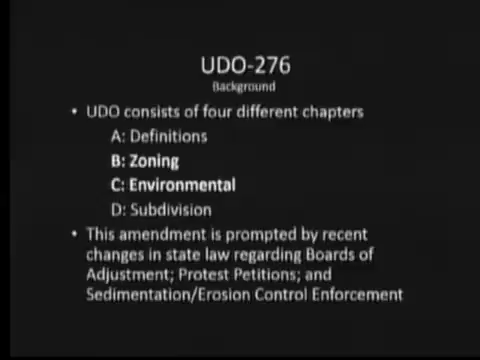 UDO-276
Background
• UDO consists of four different chapters
A: Definitions
B: Zoning
C: Environmental
D: Subdivision
• This amendment is prompted by recent
changes in state law regarding Boards of
Adjustment; Protest Petitions; and
Sedimentation/Erosion Control Enforcement